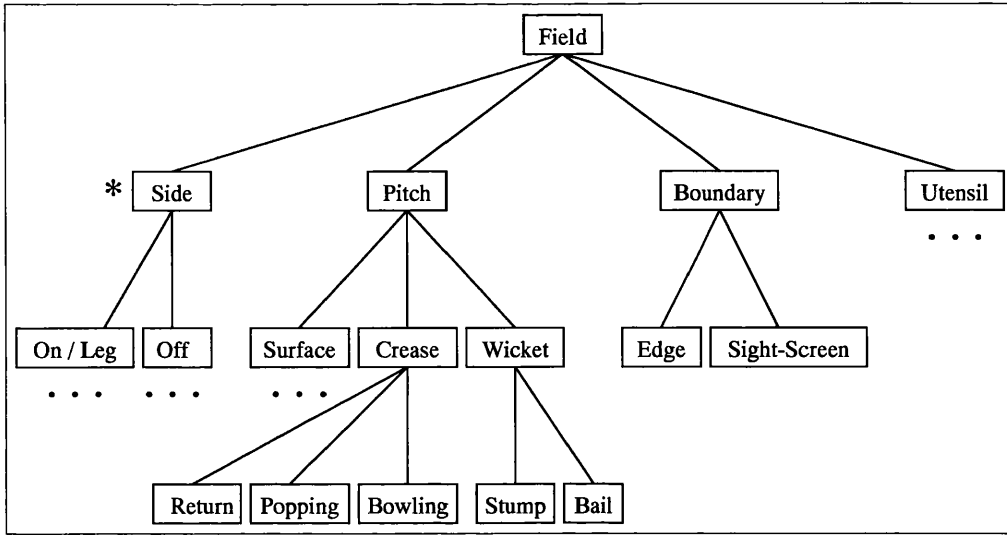 Field
* Side Pitch Boundary Utensil
. . .
On / Leg Off Surface Crease Wicket Edge Sight-Screen
. . . . . . . . .
Return Popping Bowling Stump Bail